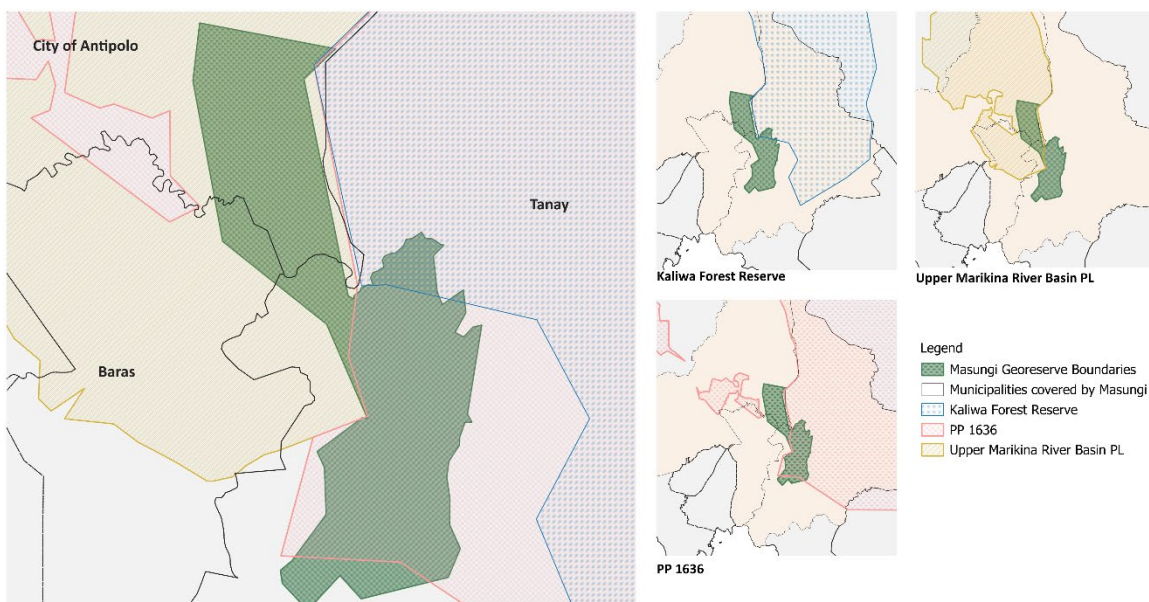 City of Antipolo
Tanay
Baras
Kaliwa Forest Reserve
Upper Marikina River Basin PL
PP 1636
Legend
Masungi Georeserve Boundaries
Municipalities covered by Masungi
Kaliwa Forest Reserve
PP 1636
Upper Marikina River Basin PL